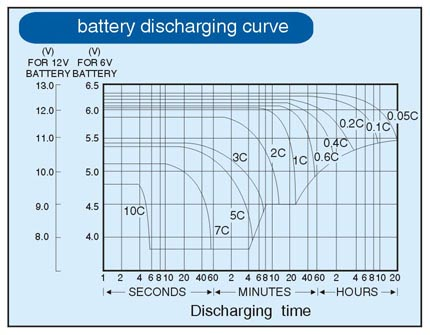 battery discharging curve
(V) (V)
FOR 12V FOR 6V
BATTERY BATTERY
13.0 6.5
12.0 6.0
11.0 5.5
10.0 5.0
9.0 4.5
8.0 4.0
0.05C
0.2C
0.1C
0.4C
3C
2C
1C
0.6C
10C
5C
7C
1 2 4 6 8 10 20 40 60 2 4 6 8 10 20 40 60 2 4 6 8 10 20
SECONDS MINUTES HOURS
Discharging time